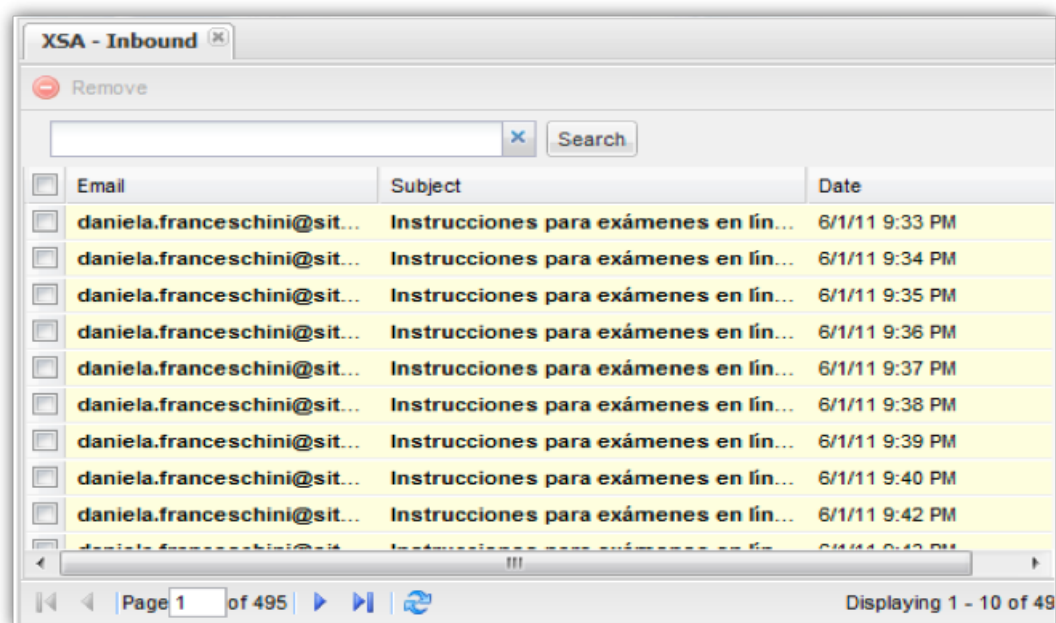 XSA - Inbound
Remove
Search
Email Subject Date
daniela.franceschini@sit... Instrucciones para exámenes en lín... 6/1/11 9:33 PM
daniela.franceschini@sit... Instrucciones para exámenes en lín... 6/1/11 9:34 PM
daniela.franceschini@sit... Instrucciones para exámenes en lín... 6/1/11 9:35 PM
daniela.franceschini@sit... Instrucciones para exámenes en lín... 6/1/11 9:36 PM
daniela.franceschini@sit... Instrucciones para exámenes en lín... 6/1/11 9:37 PM
daniela.franceschini@sit... Instrucciones para exámenes en lín... 6/1/11 9:38 PM
daniela.franceschini@sit... Instrucciones para exámenes en lín... 6/1/11 9:39 PM
daniela.franceschini@sit... Instrucciones para exámenes en lín... 6/1/11 9:40 PM
daniela.franceschini@sit... Instrucciones para exámenes en lín... 6/1/11 9:42 PM
Page 1 of 495 Displaying 1 - 10 of 49